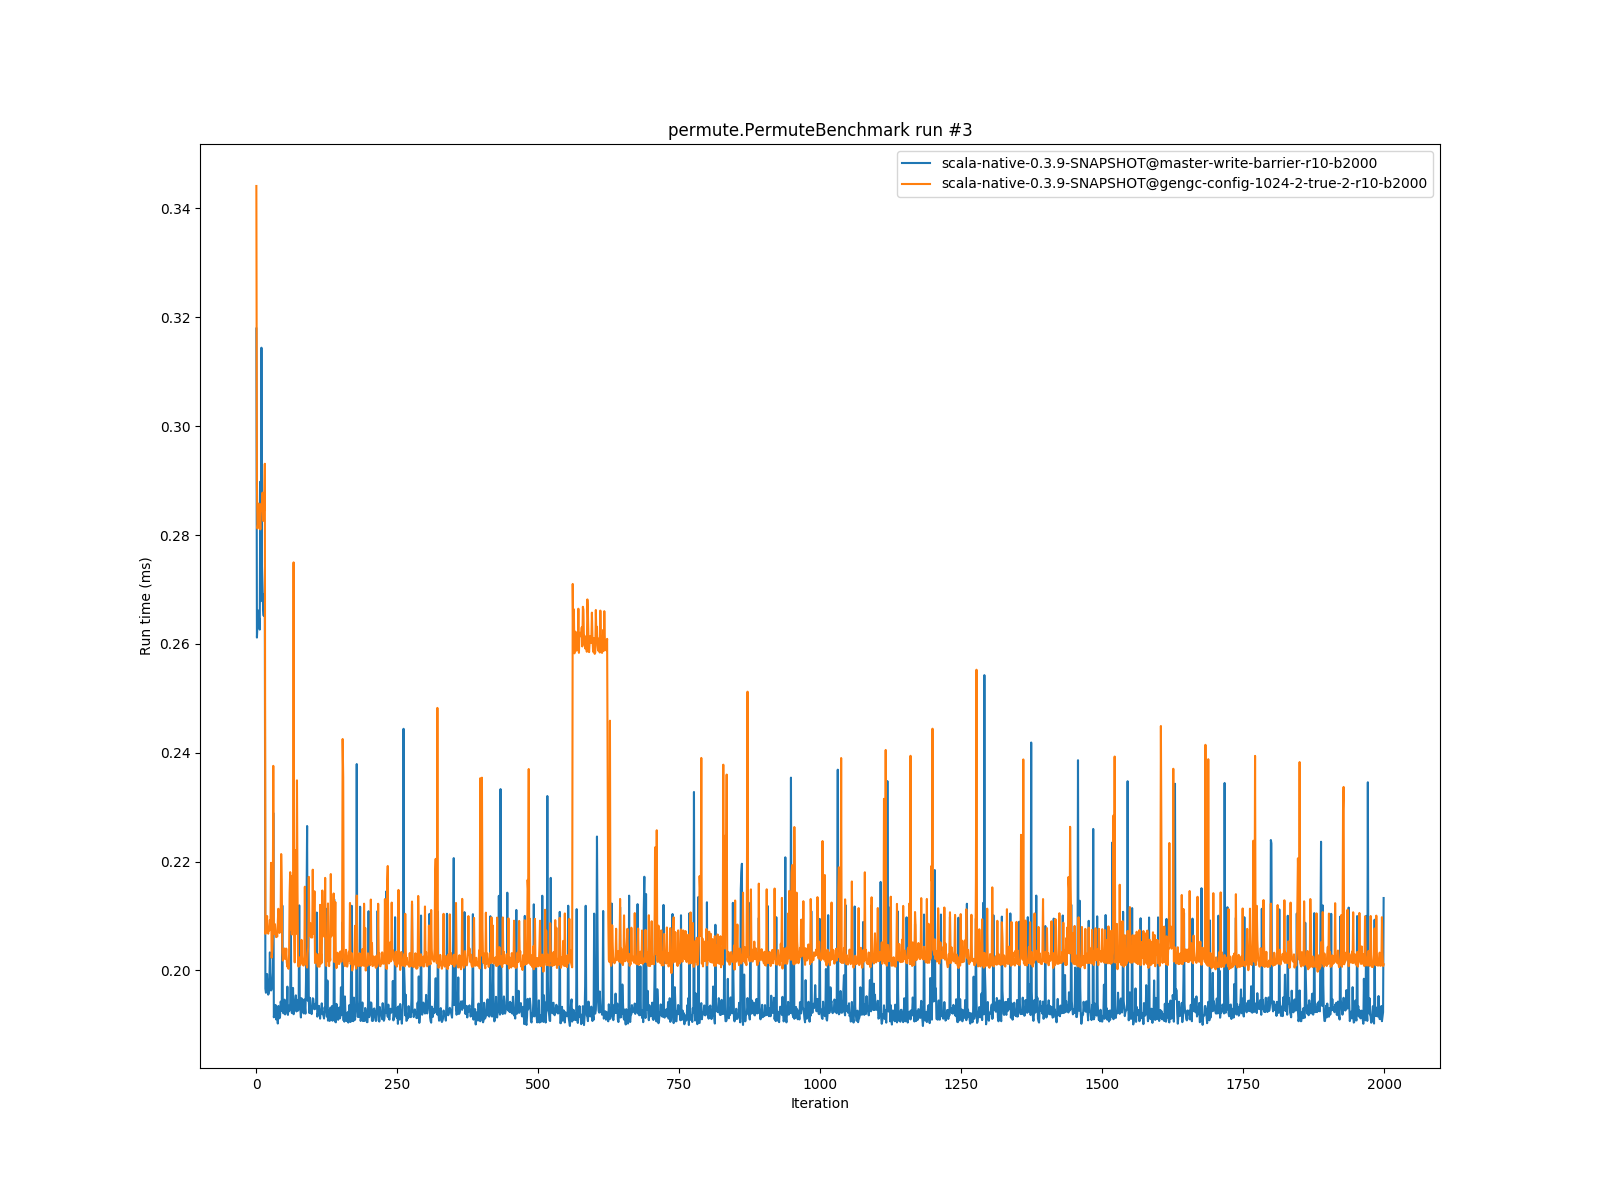 permute.PermuteBenchmark run #3
scala-native-0.3.9-SNAPSHOT@master-write-barrier-r10-b2000
scala-native-0.3.9-SNAPSHOT@gengc-config-1024-2-true-2-r10-b2000
0.34
0.32
0.30
0.28
0.26
0.24
0.22
0.20
Run time (ms)
0 250 500 750 1000 1250 1500 1750 2000
Iteration